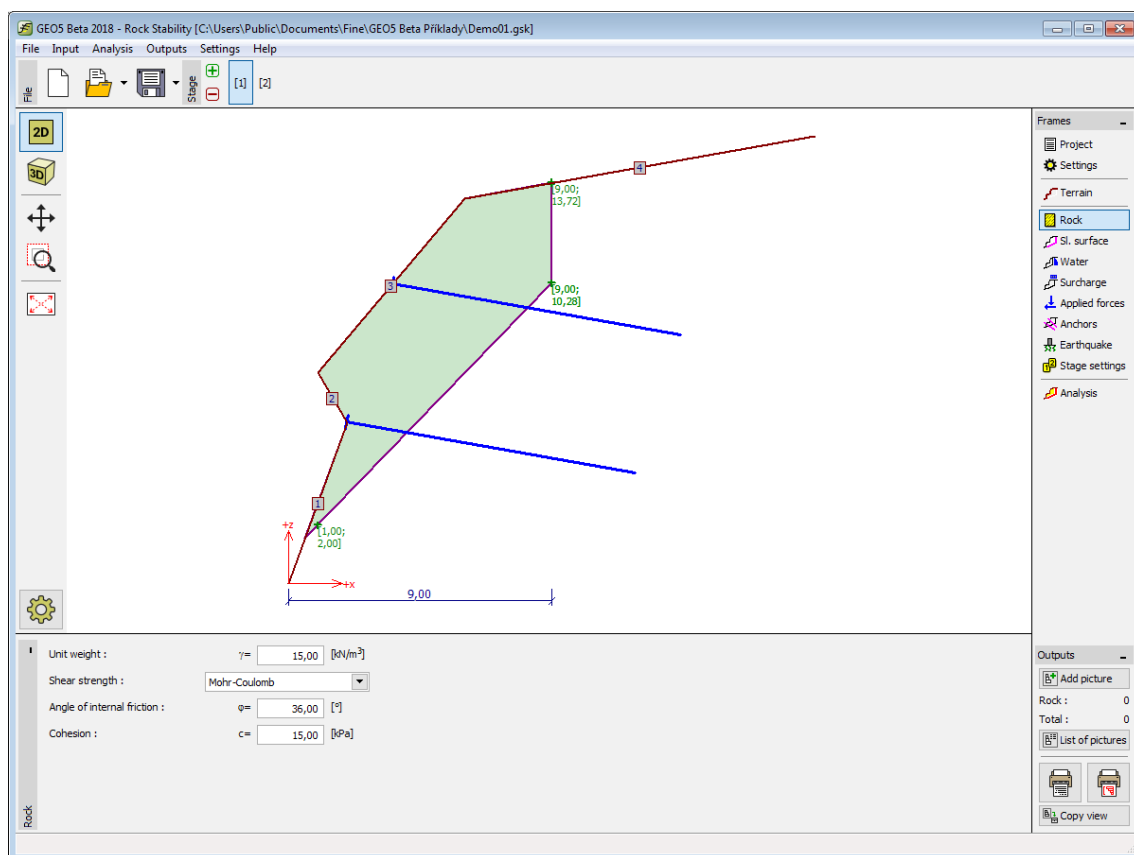 GEO5 Beta 2018 - Rock Stability [C:\Users\Public\Documents\Fine\GEO5 Beta Příklady\Demo01.gsk]
File Input Analysis Outputs Settings Help
File
Stage
[1] [2]
2D
3D
4
[9,00;
13,72]
3
[9,00;
10,28]
2
1
[1,00;
2,00]
+z
+x
9,00
Frames
Project
Settings
Terrain
Rock
Sl. surface
Water
Surcharge
Applied forces
Anchors
Earthquake
Stage settings
Analysis
Unit weight : γ= 15,00 [kN/m³]
Shear strength : Mohr-Coulomb
Angle of internal friction : φ= 36,00 [°]
Cohesion : c= 15,00 [kPa]
Rock
Outputs
Add picture
Rock : 0
Total : 0
List of pictures
Copy view